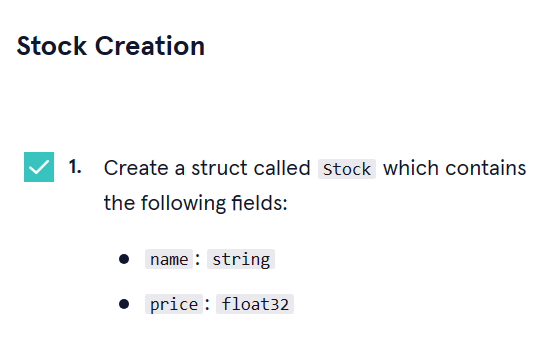 Stock Creation
1. Create a struct called Stock which contains
the following fields:
• name: string
• price: float32